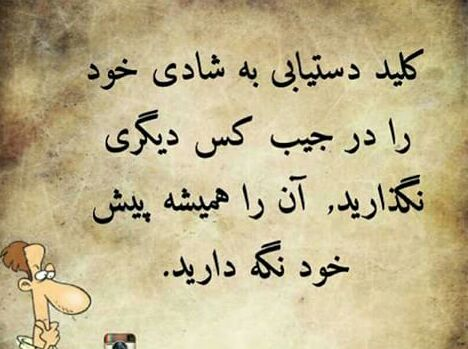 کلید دستیابی به شادی خود
را در جیب کس دیگری
نگذارید, آن را همیشه پیش
خود نگه دارید.